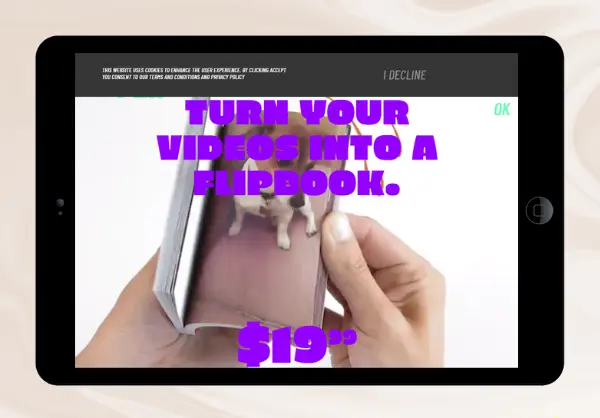 THIS WEBSITE USES COOKIES TO ENHANCE THE USER EXPERIENCE, BY CLICKING ACCEPT
YOU CONSENT TO OUR TERMS AND CONDITIONS AND PRIVACY POLICY
I DECLINE
OK
TURN YOUR
VIDEOS INTO A
FLIPBOOK.
$19”